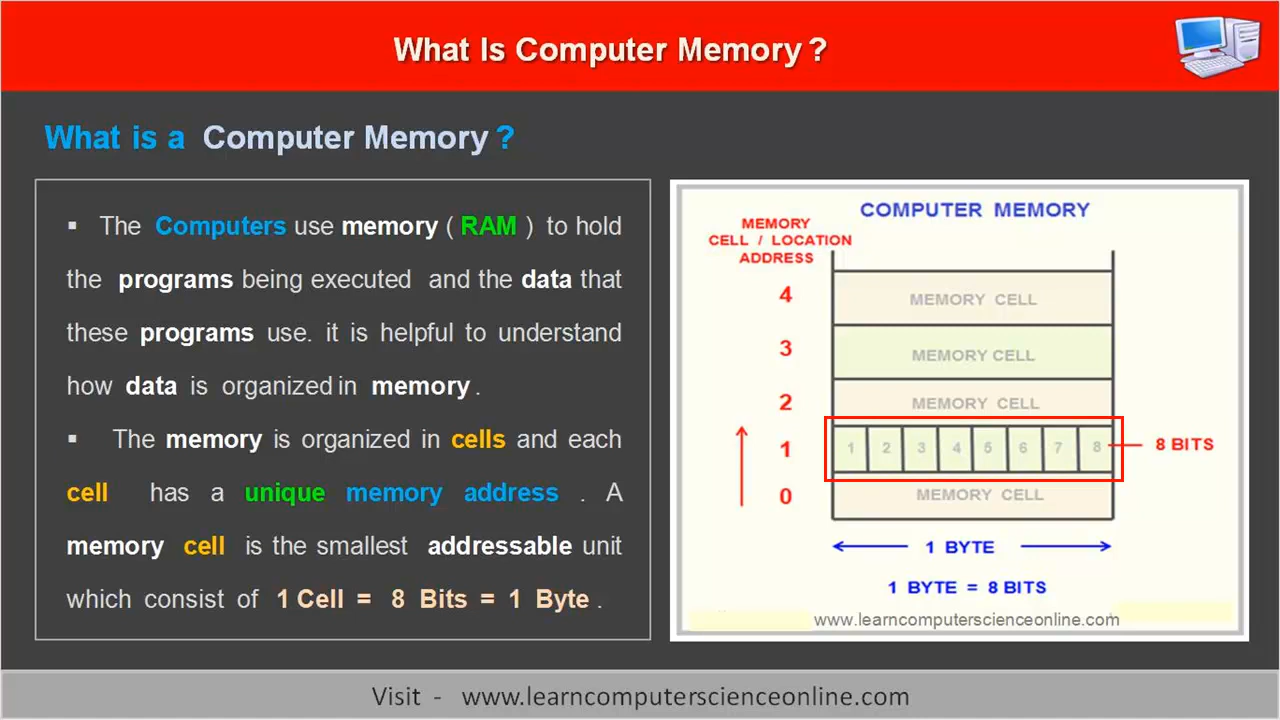 What Is Computer Memory ?
What is a Computer Memory ?
▪ The Computers use memory ( RAM ) to hold
the programs being executed and the data that
these programs use. it is helpful to understand
how data is organized in memory .
▪ The memory is organized in cells and each
cell has a unique memory address . A
memory cell is the smallest addressable unit
which consist of 1 Cell = 8 Bits = 1 Byte .
COMPUTER MEMORY
MEMORY
CELL / LOCATION
ADDRESS
4 MEMORY CELL
3 MEMORY CELL
2 MEMORY CELL
1 1 2 3 4 5 6 7 8 8 BITS
0 MEMORY CELL
1 BYTE
1 BYTE = 8 BITS
www.learncomputerscienceonline.com
Visit - www.learncomputerscienceonline.com